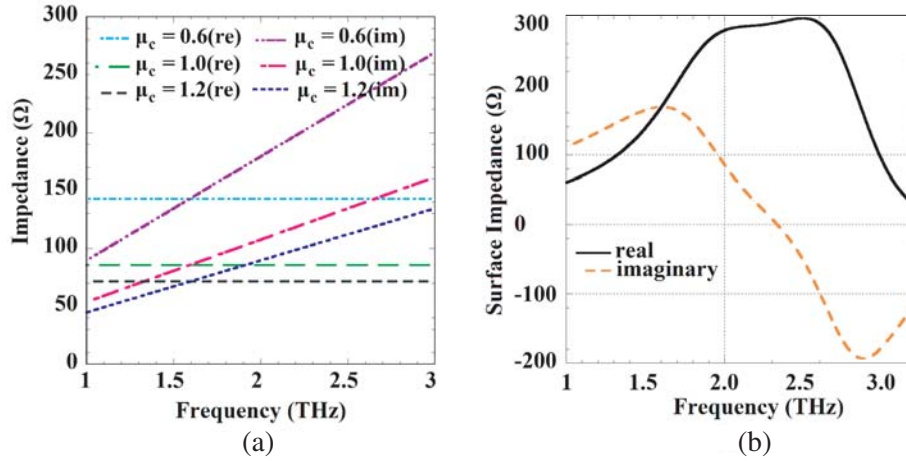 300
250
200
150
100
50
0
Impedance (Ω)
μc = 0.6(re) μc = 0.6(im)
μc = 1.0(re) μc = 1.0(im)
μc = 1.2(re) μc = 1.2(im)
1 1.5 2 2.5 3
Frequency (THz)
(a)
300
200
100
0
-100
-200
Surface Impedance (Ω)
real
imaginary
1 1.5 2.0 2.5 3.0
Frequency (THz)
(b)